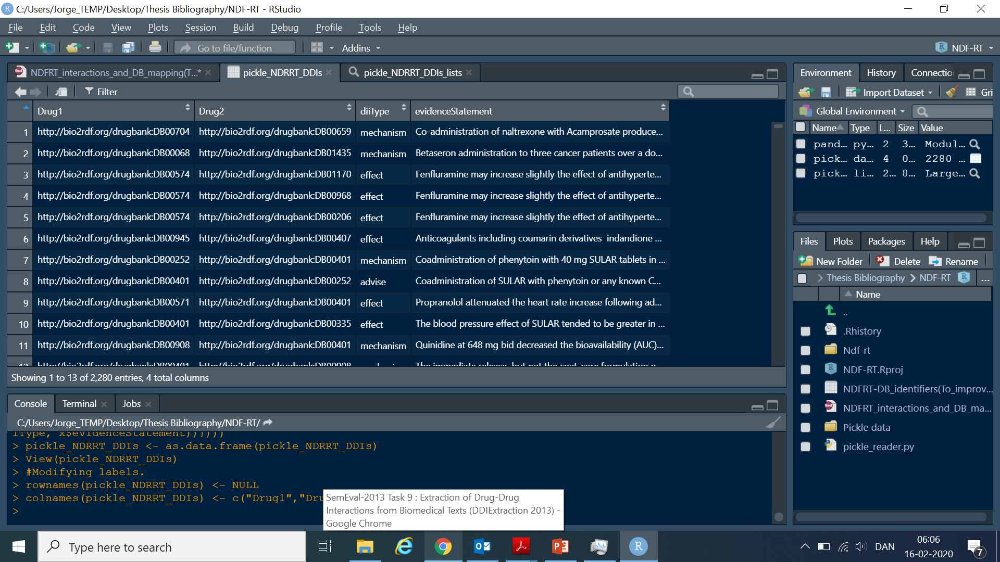 C:/Users/Jorge_TEMP/Desktop/Thesis Bibliography/NDF-RT - RStudio
File Edit Code View Plots Session Build Debug Profile Tools Help
Go to file/function Addins NDF-RT
NDFRT_interactions_and_DB_mapping(T...* pickle_NDRRT_DDIs pickle_NDRRT_DDIs_lists
Filter
Drug1 Drug2 diiType evidenceStatement
1 http://bio2rdf.org/drugbank:DB00704 http://bio2rdf.org/drugbank:DB00659 mechanism Co-administration of naltrexone with Acamprosate produce...
2 http://bio2rdf.org/drugbank:DB00068 http://bio2rdf.org/drugbank:DB01435 mechanism Betaseron administration to three cancer patients over a do...
3 http://bio2rdf.org/drugbank:DB00574 http://bio2rdf.org/drugbank:DB01170 effect Fenfluramine may increase slightly the effect of antihyperte...
4 http://bio2rdf.org/drugbank:DB00574 http://bio2rdf.org/drugbank:DB00968 effect Fenfluramine may increase slightly the effect of antihyperte...
5 http://bio2rdf.org/drugbank:DB00574 http://bio2rdf.org/drugbank:DB00206 effect Fenfluramine may increase slightly the effect of antihyperte...
6 http://bio2rdf.org/drugbank:DB00945 http://bio2rdf.org/drugbank:DB00407 effect Anticoagulants including coumarin derivatives indandione ...
7 http://bio2rdf.org/drugbank:DB00252 http://bio2rdf.org/drugbank:DB00401 mechanism Coadministration of phenytoin with 40 mg SULAR tablets in ...
8 http://bio2rdf.org/drugbank:DB00401 http://bio2rdf.org/drugbank:DB00252 advise Coadministration of SULAR with phenytoin or any known C...
9 http://bio2rdf.org/drugbank:DB00571 http://bio2rdf.org/drugbank:DB00401 effect Propranolol attenuated the heart rate increase following ad...
10 http://bio2rdf.org/drugbank:DB00401 http://bio2rdf.org/drugbank:DB00335 effect The blood pressure effect of SULAR tended to be greater in ...
11 http://bio2rdf.org/drugbank:DB00908 http://bio2rdf.org/drugbank:DB00401 mechanism Quinidine at 648 mg bid decreased the bioavailability (AUC)...
Showing 1 to 13 of 2,280 entries, 4 total columns
Console Terminal Jobs
C:/Users/Jorge_TEMP/Desktop/Thesis Bibliography/NDF-RT/
iType, x$evidenceStatement))})))
> pickle_NDRRT_DDIs <- as.data.frame(pickle_NDRRT_DDIs)
> View(pickle_NDRRT_DDIs)
> #Modifying labels.
> rownames(pickle_NDRRT_DDIs) <- NULL
> colnames(pickle_NDRRT_DDIs) <- c("Drug1","Dru
>
SemEval-2013 Task 9 : Extraction of Drug-Drug
Interactions from Biomedical Texts (DDIExtraction 2013) -
Google Chrome
Environment History Connectio
Import Dataset Gri
Global Environment
Name Type L... Size Value
pand... py... 2 3... Modul...
pick... da... 4 0... 2280 ...
pick... li... 2... 8... Large...
Files Plots Packages Help
New Folder Delete Rename
Thesis Bibliography NDF-RT ...
Name
..
.Rhistory
Ndf-rt
NDF-RT.Rproj
NDFRT-DB_identifiers(To_improv...
NDFRT_interactions_and_DB_ma...
Pickle data
pickle_reader.py
Type here to search
DAN
06:06
16-02-2020
7